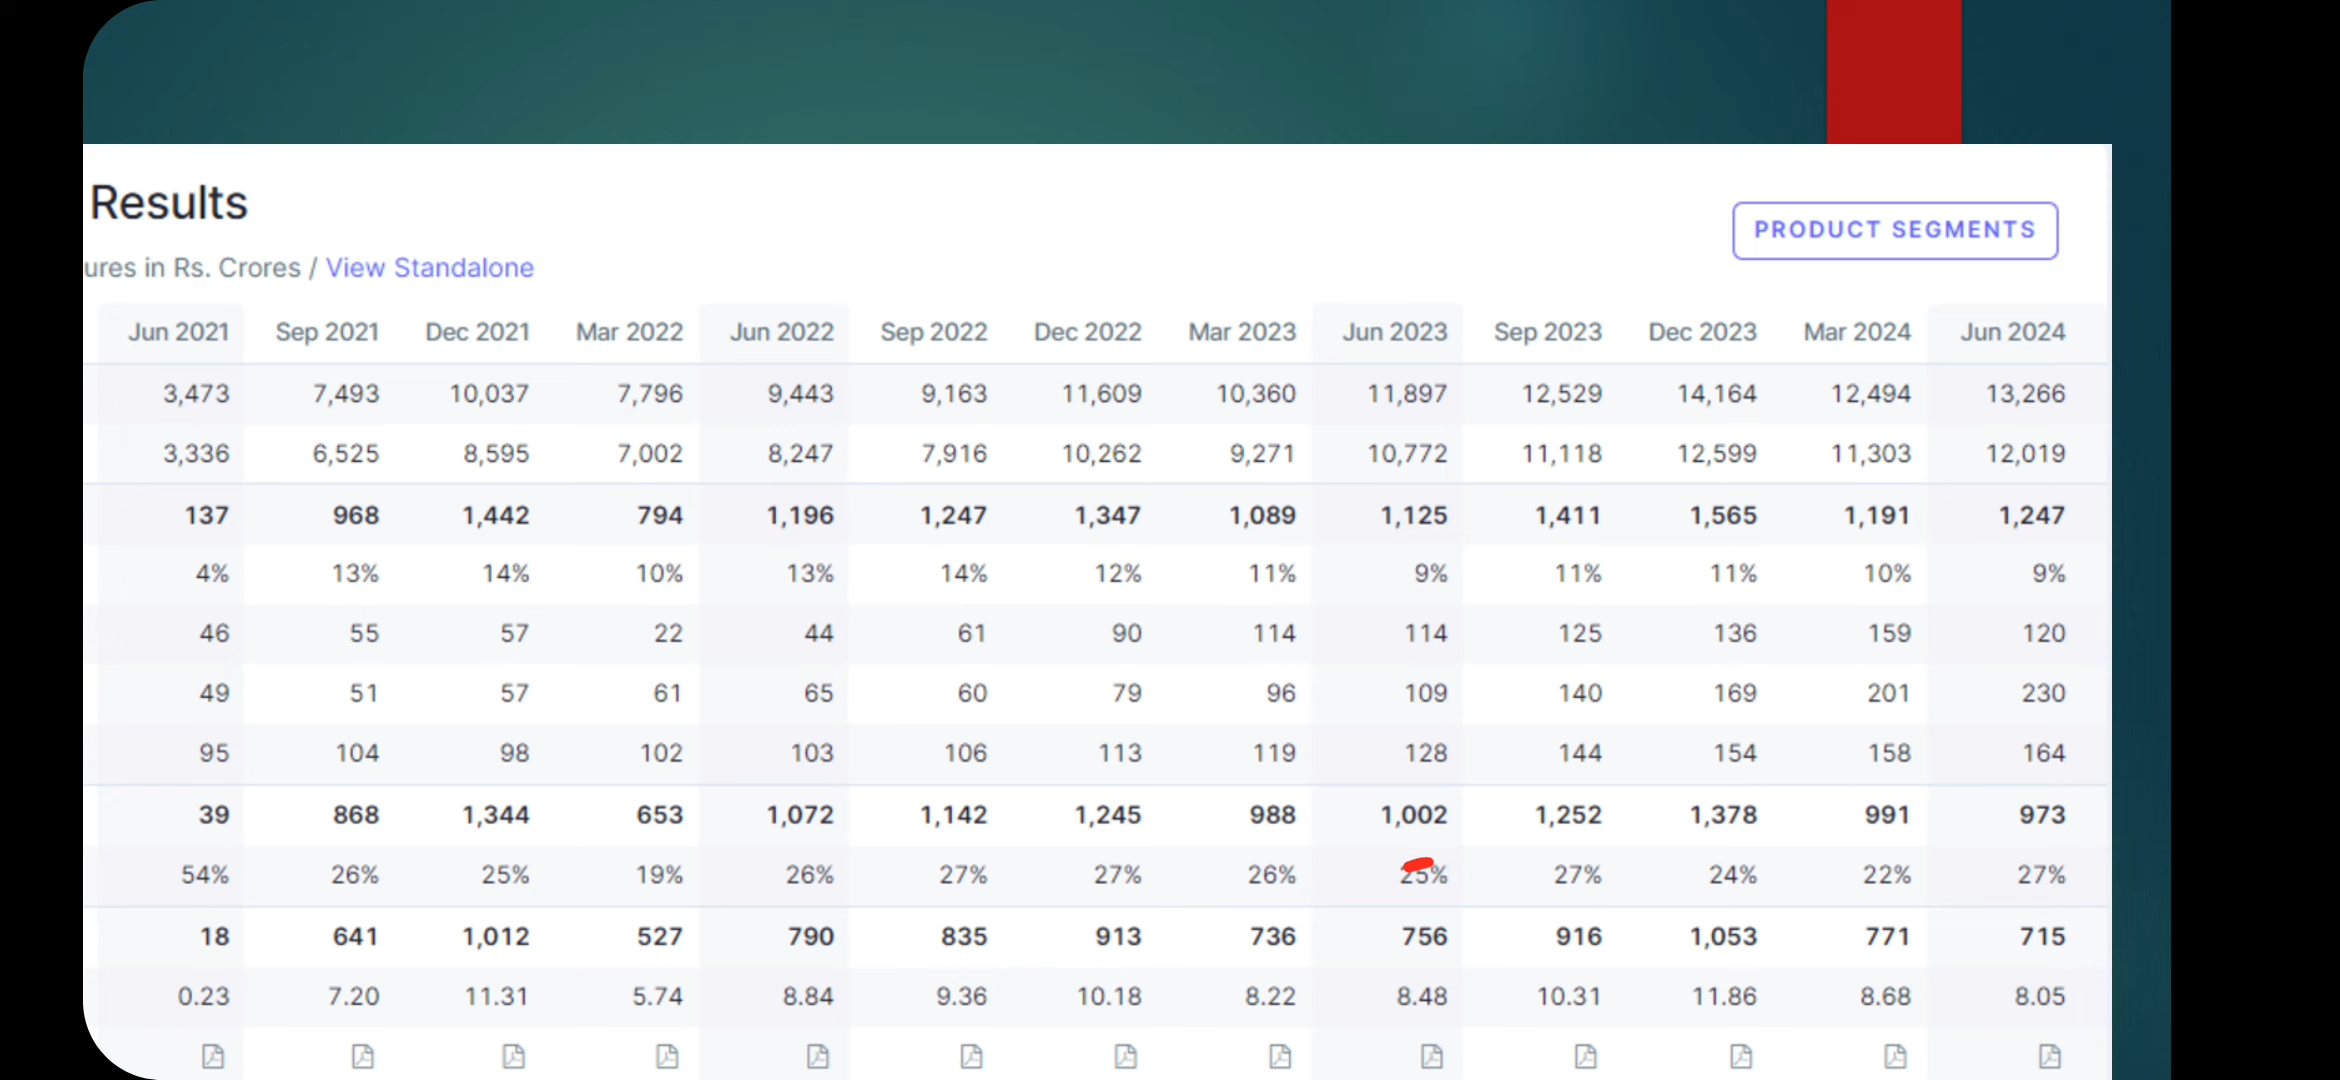 Results
PRODUCT SEGMENTS
ures in Rs. Crores / View Standalone
Jun 2021 Sep 2021 Dec 2021 Mar 2022 Jun 2022 Sep 2022 Dec 2022 Mar 2023 Jun 2023 Sep 2023 Dec 2023 Mar 2024 Jun 2024
3,473 7,493 10,037 7,796 9,443 9,163 11,609 10,360 11,897 12,529 14,164 12,494 13,266
3,336 6,525 8,595 7,002 8,247 7,916 10,262 9,271 10,772 11,118 12,599 11,303 12,019
137 968 1,442 794 1,196 1,247 1,347 1,089 1,125 1,411 1,565 1,191 1,247
4% 13% 14% 10% 13% 14% 12% 11% 9% 11% 11% 10% 9%
46 55 57 22 44 61 90 114 114 125 136 159 120
49 51 57 61 65 60 79 96 109 140 169 201 230
95 104 98 102 103 106 113 119 128 144 154 158 164
39 868 1,344 653 1,072 1,142 1,245 988 1,002 1,252 1,378 991 973
54% 26% 25% 19% 26% 27% 27% 26% 25% 27% 24% 22% 27%
18 641 1,012 527 790 835 913 736 756 916 1,053 771 715
0.23 7.20 11.31 5.74 8.84 9.36 10.18 8.22 8.48 10.31 11.86 8.68 8.05